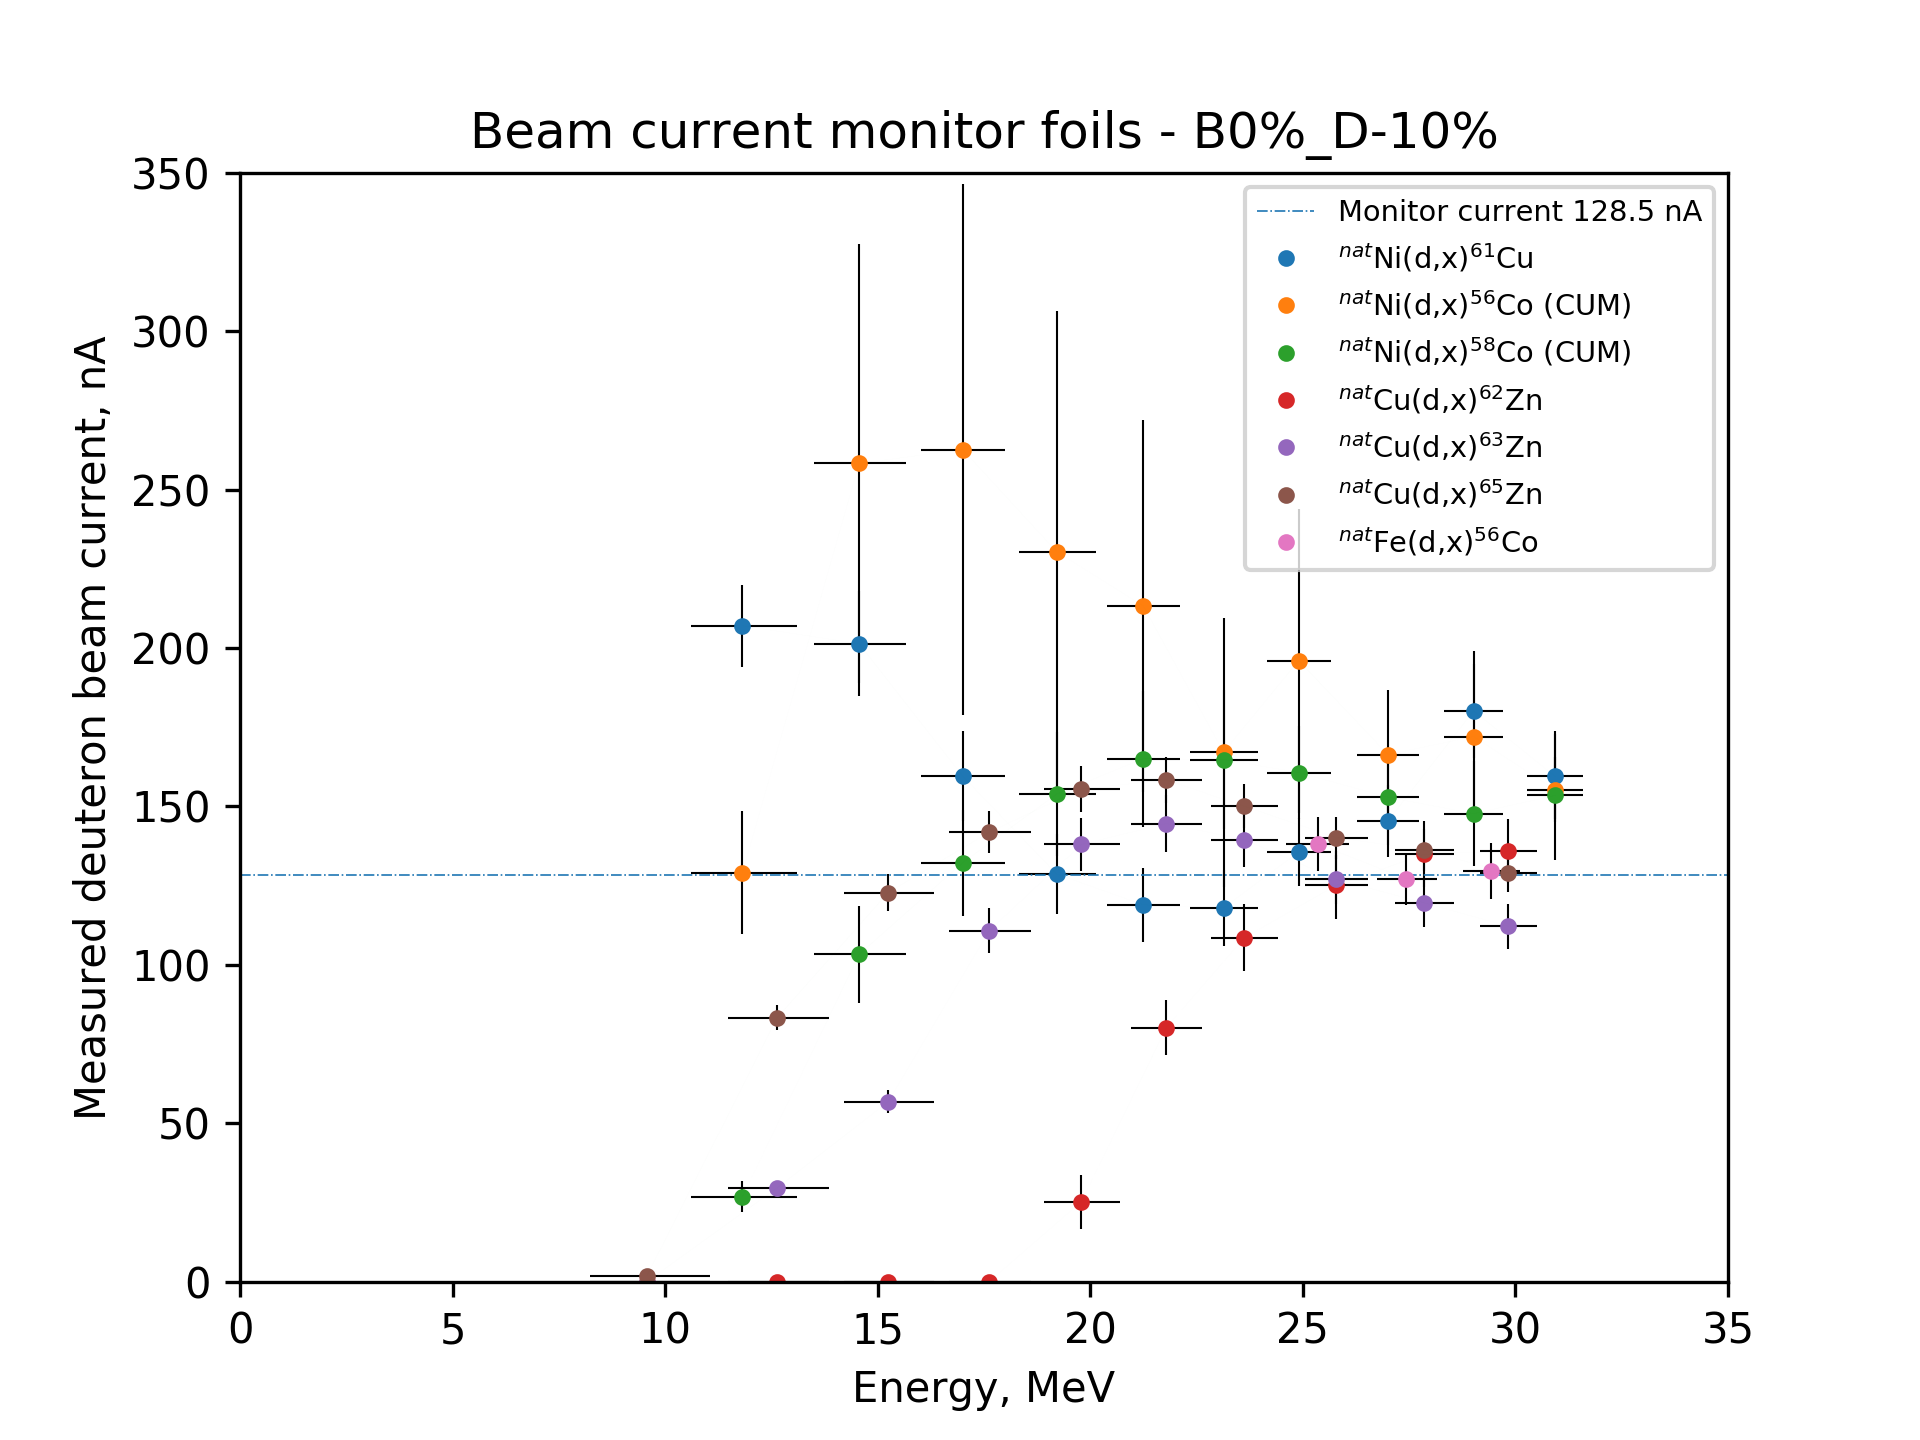 Beam current monitor foils - B0%_D-10%
Measured deuteron beam current, nA
350
300
250
200
150
100
50
0
Monitor current 128.5 nA
natNi(d,x)61Cu
natNi(d,x)56Co (CUM)
natNi(d,x)58Co (CUM)
natCu(d,x)62Zn
natCu(d,x)63Zn
natCu(d,x)65Zn
natFe(d,x)56Co
0 5 10 15 20 25 30 35
Energy, MeV